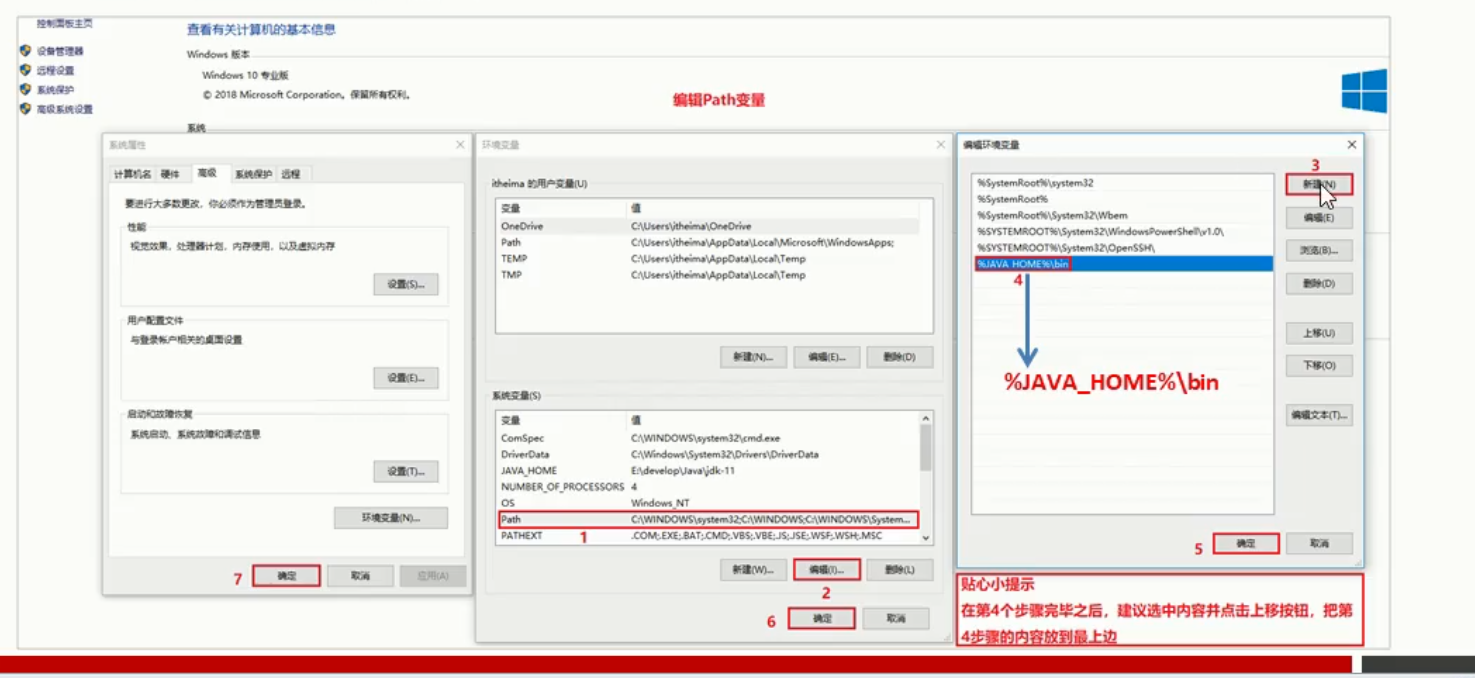 控制面板主页
设备管理器
远程设置
系统保护
高级系统设置
查看有关计算机的基本信息
Windows 版本
Windows 10 专业版
© 2018 Microsoft Corporation。保留所有权利。
系统
编辑Path变量
系统属性
计算机名 硬件 高级 系统保护 远程
要进行大多数更改，你必须作为管理员登录。
性能
视觉效果，处理器计划，内存使用，以及虚拟内存
设置(S)...
用户配置文件
与登录帐户相关的桌面设置
设置(E)...
启动和故障恢复
系统启动、系统故障和调试信息
设置(T)...
环境变量(N)...
7 确定 取消 应用(A)
环境变量
itheima 的用户变量(U)
变量 值
OneDrive C:\Users\itheima\OneDrive
Path C:\Users\itheima\AppData\Local\Microsoft\WindowsApps;
TEMP C:\Users\itheima\AppData\Local\Temp
TMP C:\Users\itheima\AppData\Local\Temp
新建(N)... 编辑(E)... 删除(D)
系统变量(S)
变量 值
ComSpec C:\WINDOWS\system32\cmd.exe
DriverData C:\Windows\System32\Drivers\DriverData
JAVA_HOME E:\develop\Java\jdk-11
NUMBER_OF_PROCESSORS 4
OS Windows_NT
Path C:\WINDOWS\system32;C:\WINDOWS;C:\WINDOWS\System...
PATHEXT .COM;.EXE;.BAT;.CMD;.VBS;.VBE;.JS;.JSE;.WSF;.WSH;.MSC
1
新建(W)... 编辑(I)... 删除(L)
2
6 确定 取消
编辑环境变量
%SystemRoot%\system32
%SystemRoot%
%SystemRoot%\System32\Wbem
%SYSTEMROOT%\System32\WindowsPowerShell\v1.0\
%SYSTEMROOT%\System32\OpenSSH\
%JAVA_HOME%\bin
4
%JAVA_HOME%\bin
3
新建(N)
编辑(E)
浏览(B)...
删除(D)
上移(U)
下移(O)
编辑文本(T)...
5 确定 取消
贴心小提示
在第4个步骤完毕之后，建议选中内容并点击上移按钮，把第
4步骤的内容放到最上边